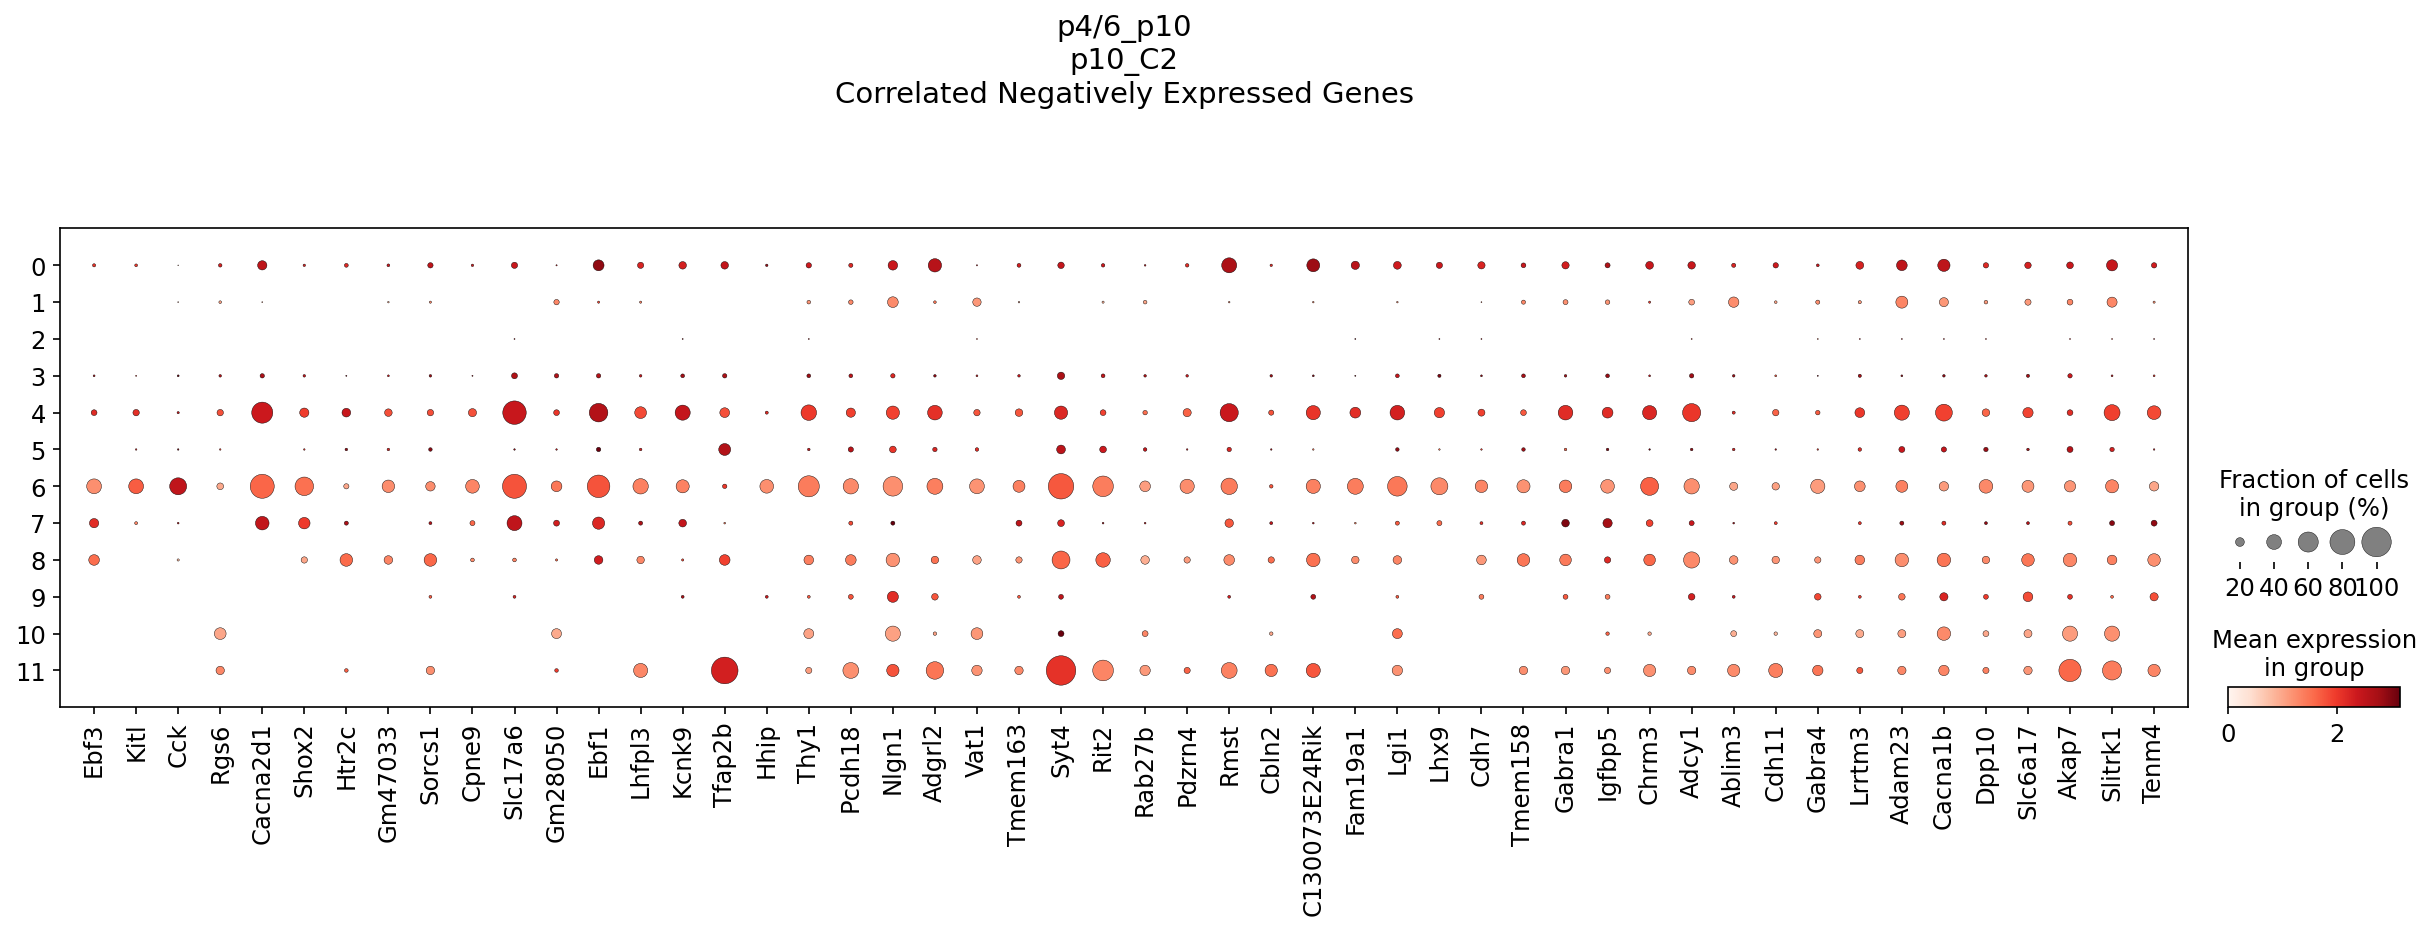 p4/6_p10
p10_C2
Correlated Negatively Expressed Genes
0
1
2
3
4
5
6
7
8
9
10
11
Ebf3
Kitl
Cck
Rgs6
Cacna2d1
Shox2
Htr2c
Gm47033
Sorcs1
Cpne9
Slc17a6
Gm28050
Ebf1
Lhfpl3
Kcnk9
Tfap2b
Hhip
Thy1
Pcdh18
Nlgn1
Adgrl2
Vat1
Tmem163
Syt4
Rit2
Rab27b
Pdzrn4
Rmst
Cbln2
C130073E24Rik
Fam19a1
Lgi1
Lhx9
Cdh7
Tmem158
Gabra1
Igfbp5
Chrm3
Adcy1
Ablim3
Cdh11
Gabra4
Lrrtm3
Adam23
Cacna1b
Dpp10
Slc6a17
Akap7
Slitrk1
Tenm4
Fraction of cells
in group (%)
20 40 60 80 100
Mean expression
in group
0 2